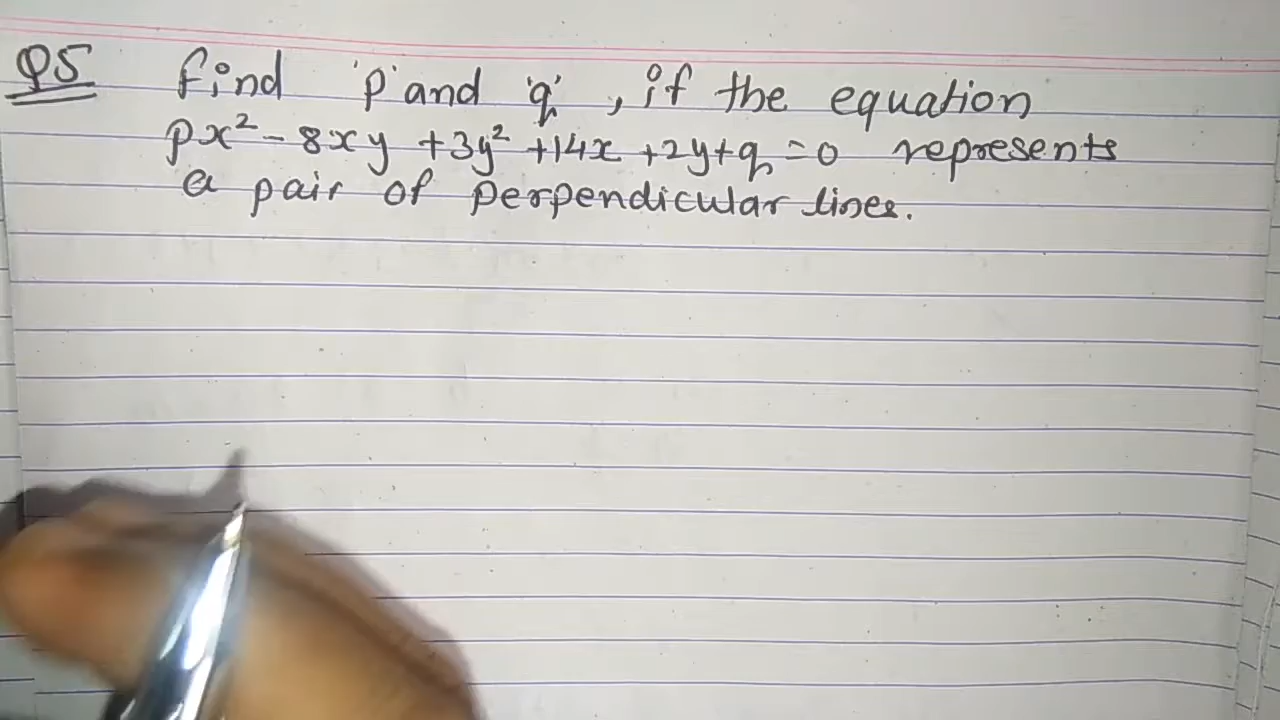 Q5 Find 'p' and 'q', if the equation
px² - 8xy + 3y² + 14x + 2y + q = 0 represents
a pair of perpendicular lines.